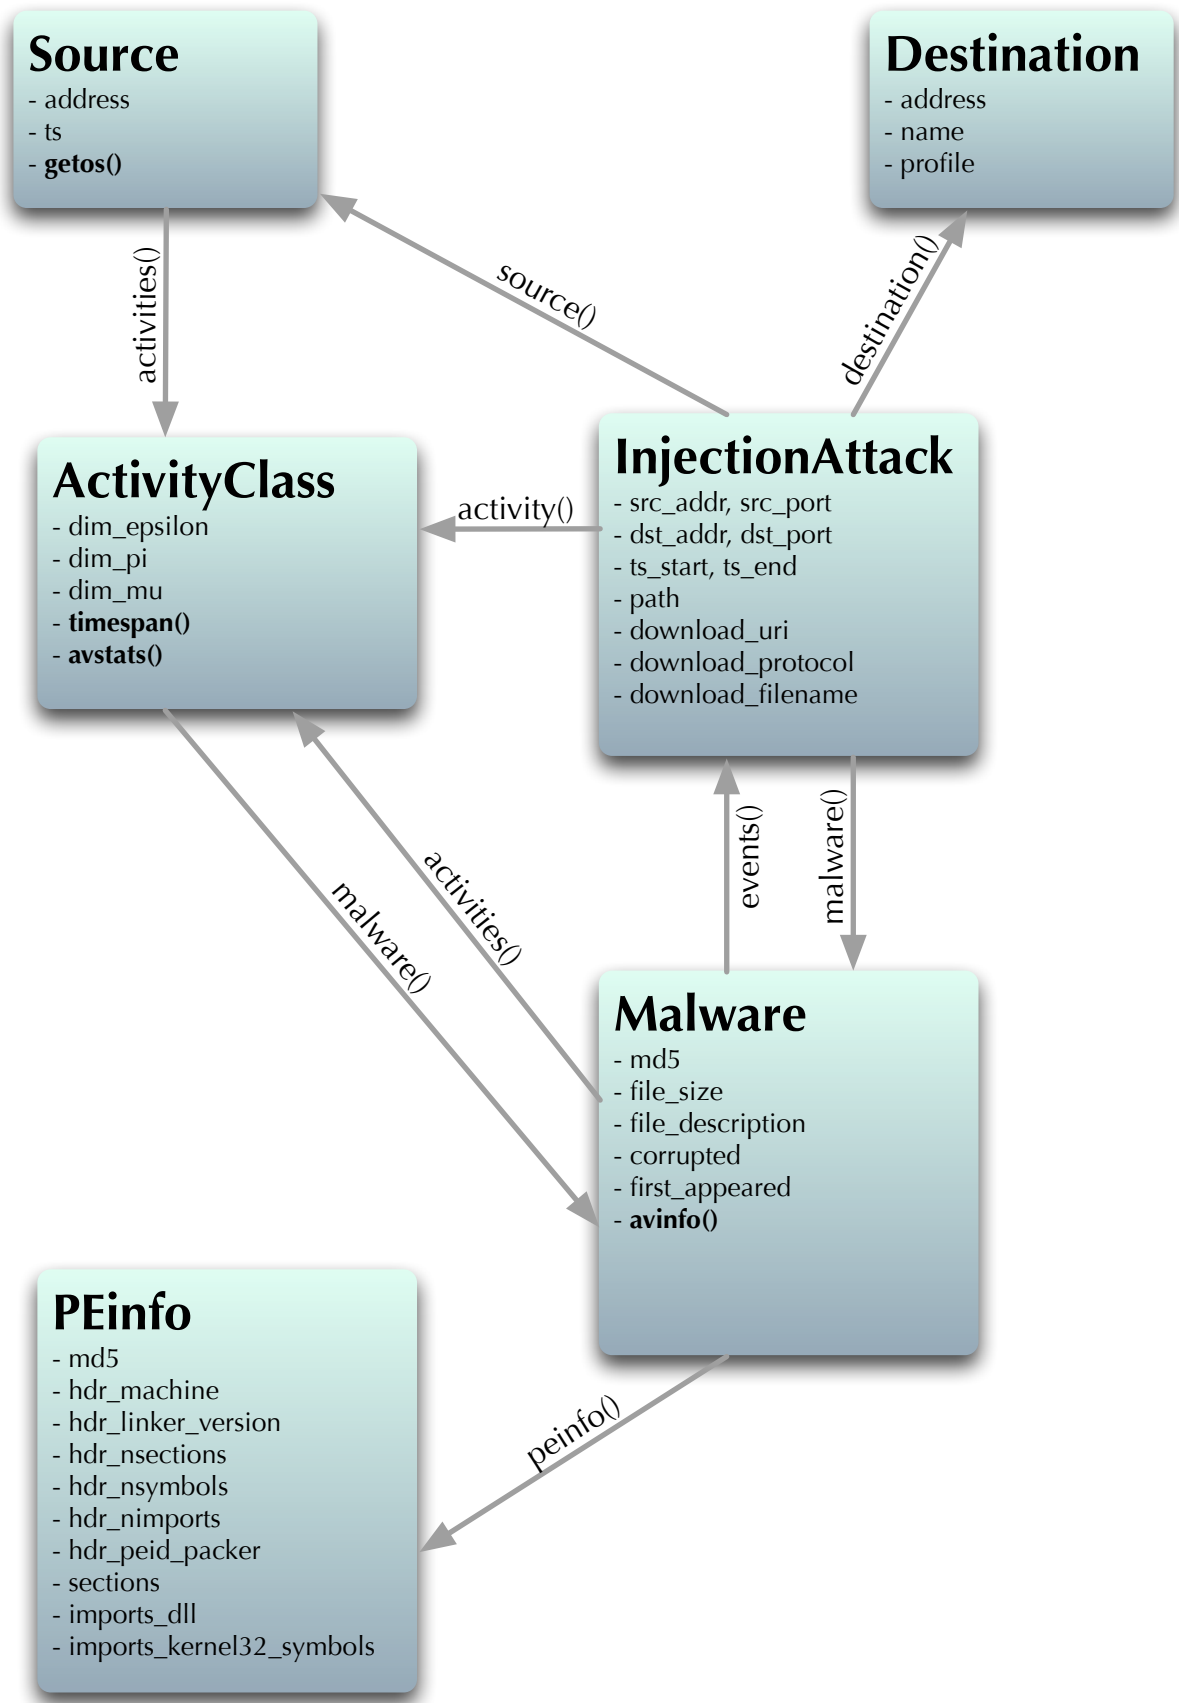 Source
- address
- ts
- getos()
Destination
- address
- name
- profile
activities()
source()
destination()
ActivityClass
- dim_epsilon
- dim_pi
- dim_mu
- timespan()
- avstats()
activity()
InjectionAttack
- src_addr, src_port
- dst_addr, dst_port
- ts_start, ts_end
- path
- download_uri
- download_protocol
- download_filename
malware()
activities()
events()
malware()
Malware
- md5
- file_size
- file_description
- corrupted
- first_appeared
- avinfo()
peinfo()
PEinfo
- md5
- hdr_machine
- hdr_linker_version
- hdr_nsections
- hdr_nsymbols
- hdr_nimports
- hdr_peid_packer
- sections
- imports_dll
- imports_kernel32_symbols